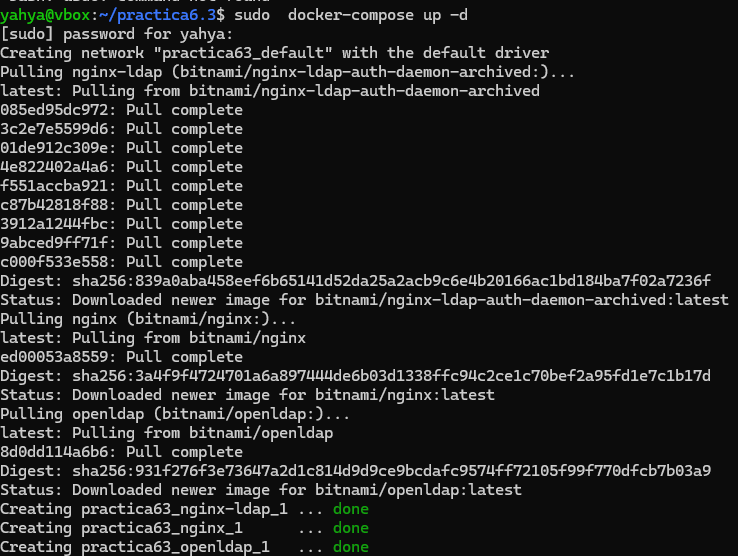 yahya@vbox:~/practica6.3$ sudo  docker-compose up -d
[sudo] password for yahya:
Creating network "practica63_default" with the default driver
Pulling nginx-ldap (bitnami/nginx-ldap-auth-daemon-archived:)...
latest: Pulling from bitnami/nginx-ldap-auth-daemon-archived
085ed95dc972: Pull complete
3c2e7e5599d6: Pull complete
01de912c309e: Pull complete
4e822402a4a6: Pull complete
f551accba921: Pull complete
c87b42818f88: Pull complete
3912a1244fbc: Pull complete
9abced9ff71f: Pull complete
c000f533e558: Pull complete
Digest: sha256:839a0aba458eef6b65141d52da25a2acb9c6e4b20166ac1bd184ba7f02a7236f
Status: Downloaded newer image for bitnami/nginx-ldap-auth-daemon-archived:latest
Pulling nginx (bitnami/nginx:)...
latest: Pulling from bitnami/nginx
ed00053a8559: Pull complete
Digest: sha256:3a4f9f4724701a6a897444de6b03d1338ffc94c2ce1c70bef2a95fd1e7c1b17d
Status: Downloaded newer image for bitnami/nginx:latest
Pulling openldap (bitnami/openldap:)...
latest: Pulling from bitnami/openldap
8d0dd114a6b6: Pull complete
Digest: sha256:931f276f3e73647a2d1c814d9d9ce9bcdafc9574ff72105f99f770dfcb7b03a9
Status: Downloaded newer image for bitnami/openldap:latest
Creating practica63_nginx-ldap_1 ... done
Creating practica63_nginx_1      ... done
Creating practica63_openldap_1   ... done